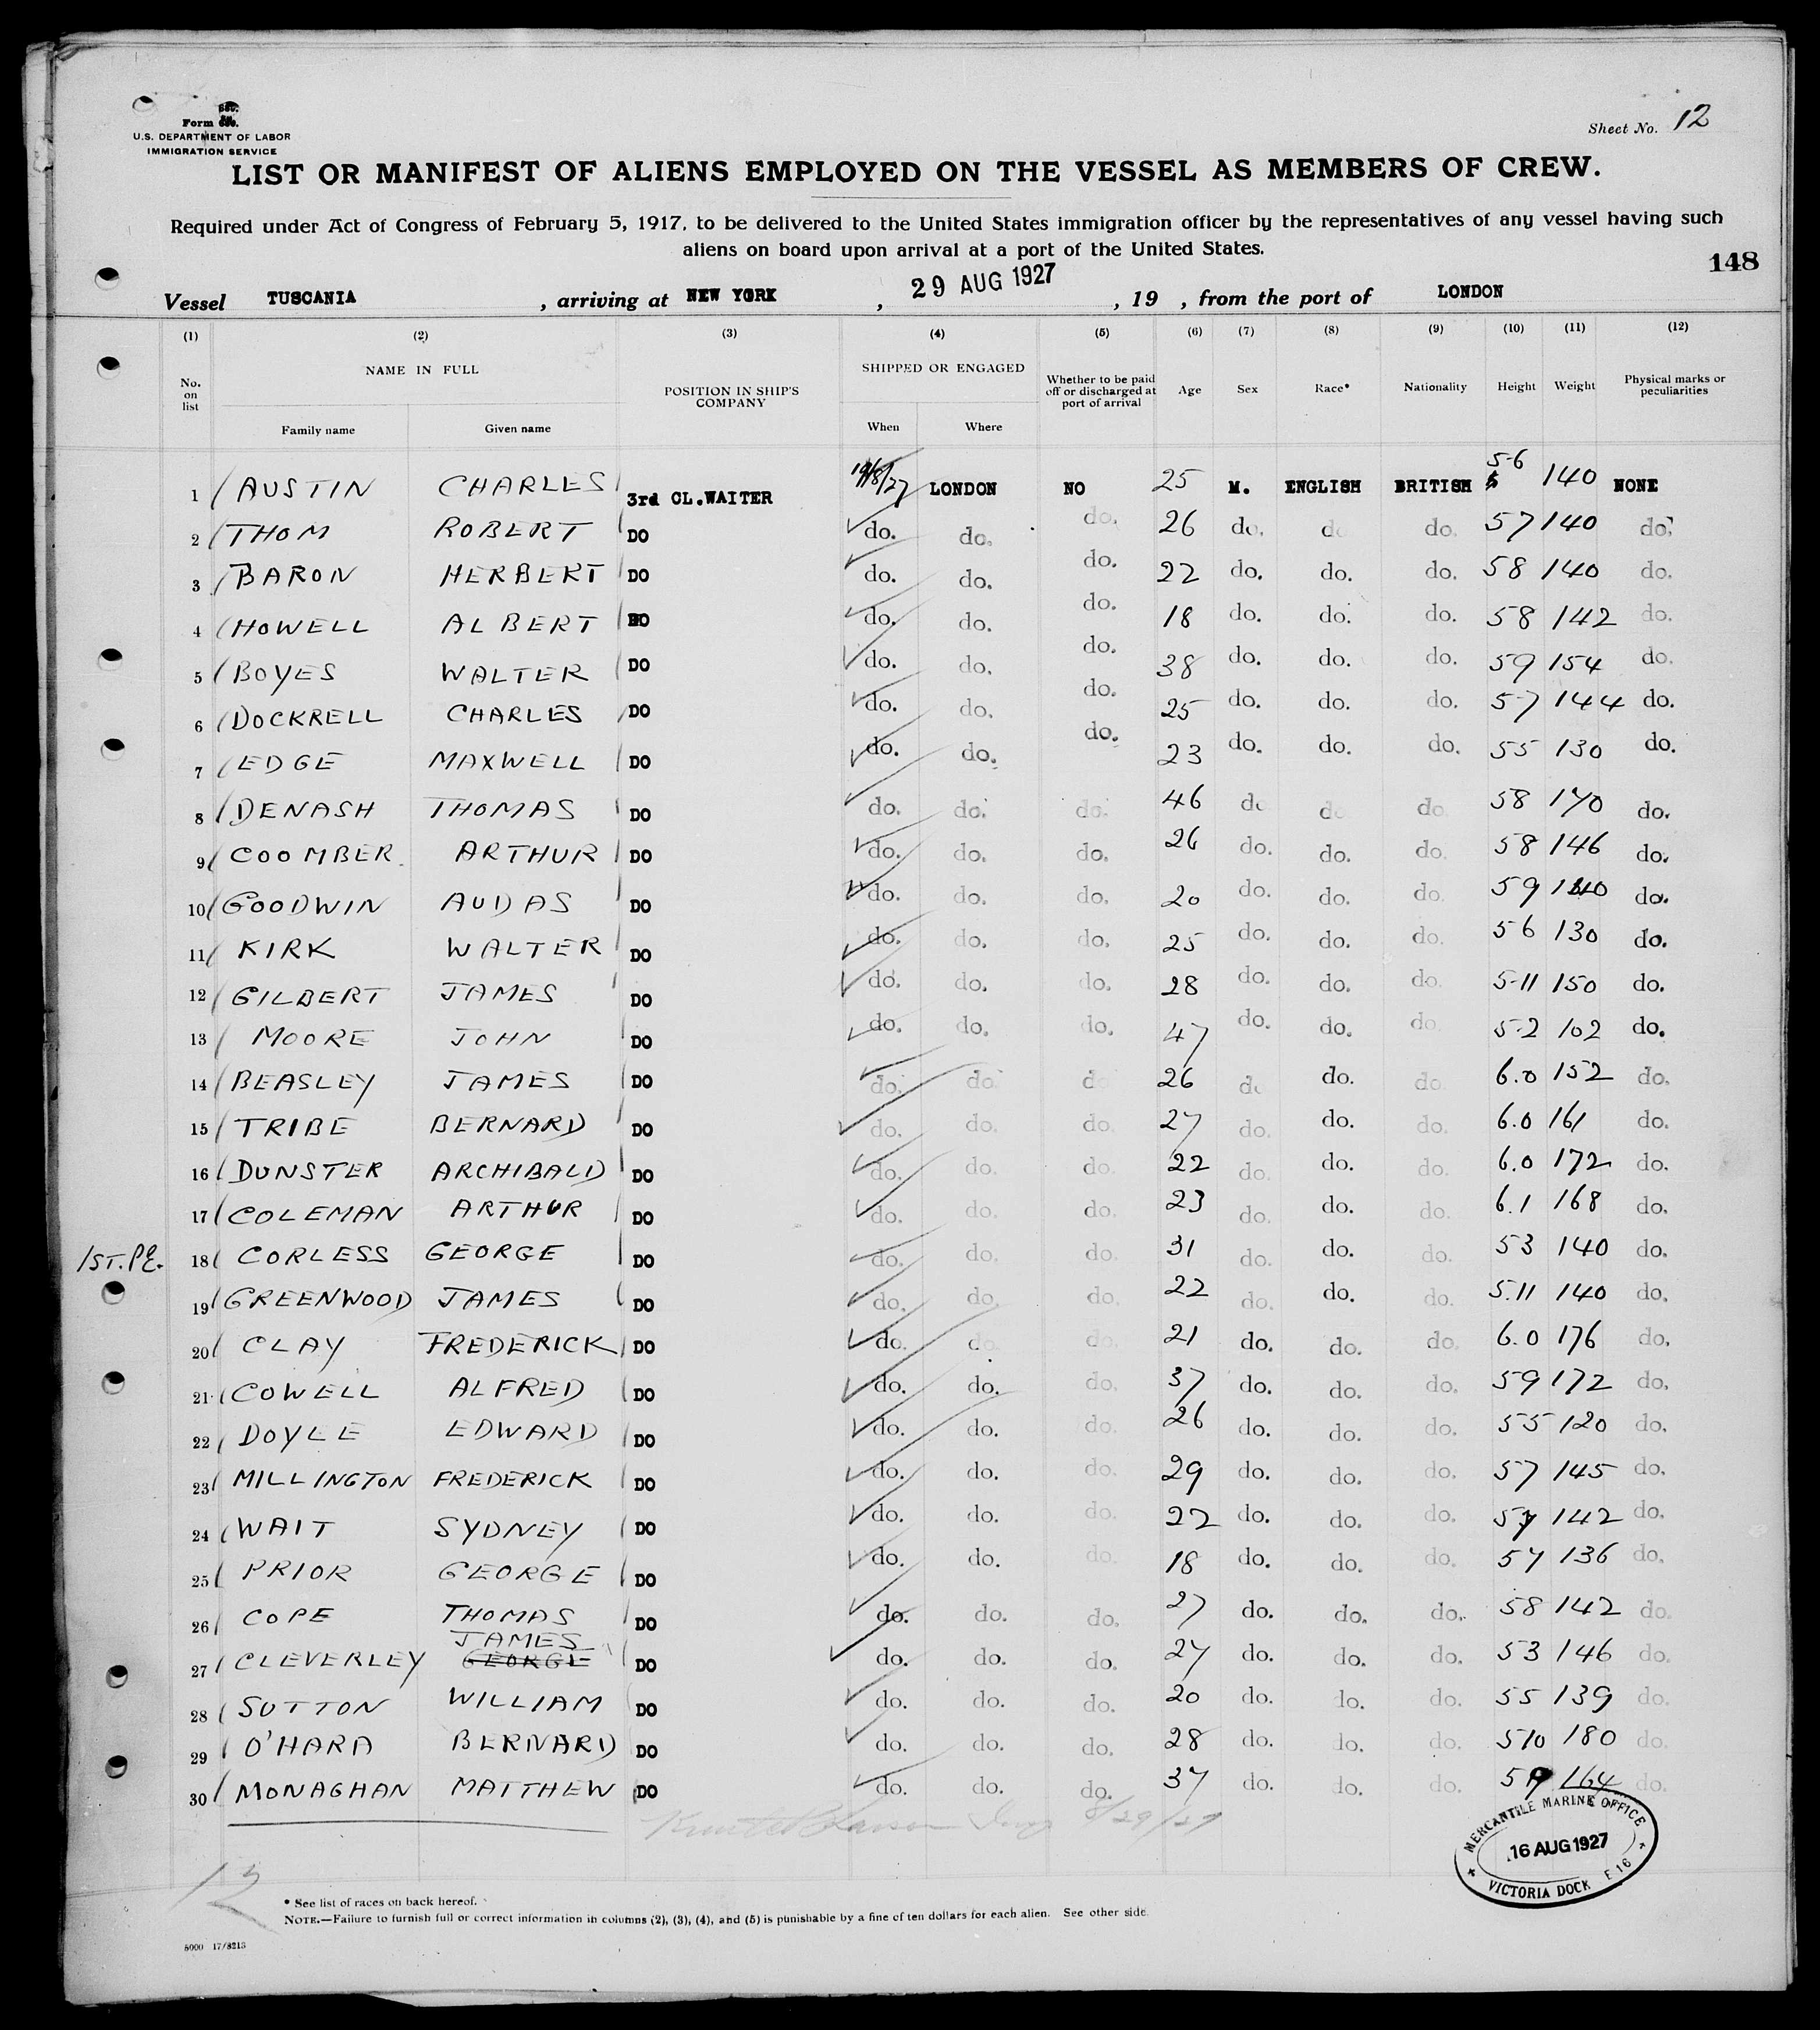 Sheet No. 12
Form
U.S. DEPARTMENT OF LABOR
IMMIGRATION SERVICE
LIST OR MANIFEST OF ALIENS EMPLOYED ON THE VESSEL AS MEMBERS OF CREW.
Required under Act of Congress of February 5, 1917, to be delivered to the United States immigration officer by the representatives of any vessel having such
aliens on board upon arrival at a port of the United States.
148
Vessel TUSCANIA , arriving at NEW YORK , 29 AUG 1927 , 19 , from the port of LONDON
(1) (2) (3) (4) (5) (6) (7) (8) (9) (10) (11) (12)
No. on list NAME IN FULL Family name Given name POSITION IN SHIP'S COMPANY SHIPPED OR ENGAGED When Where Whether to be paid off or discharged at port of arrival Age Sex Race* Nationality Height Weight Physical marks or peculiarities
1 AUSTIN CHARLES 3rd CL.WAITER LONDON NO 25 M. ENGLISH BRITISH 5-6 140 NONE
2 THOM ROBERT DO do. do. do. 26 do. do do. 57 140 do.
3 BARON HERBERT DO do. do. do. 22 do. do. do. 58 140 do.
4 HOWELL ALBERT DO do. do. do. 18 do. do. do. 58 142 do.
5 BOYES WALTER DO do. do. do. 38 do. do. do. 59 154 do.
6 DOCKRELL CHARLES DO do. do. do. 25 do. do. do. 5-7 144 do.
7 EDGE MAXWELL DO do. do. do. 23 do. do. do. 55 130 do.
8 DENASH THOMAS DO do. do. do. 46 do do do. 58 170 do.
9 COOMBER ARTHUR DO do. do. do. 26 do. do. do. 58 146 do.
10 GOODWIN AUDAS DO do. do. do. 20 do. do. do. 59 140 do.
11 KIRK WALTER DO do. do. do. 25 do. do. do. 56 130 do.
12 GILBERT JAMES DO do. do. do. 28 do. do. do. 5-11 150 do.
13 MOORE JOHN DO do. do. do. 47 do. do. do. 5-2 102 do.
14 BEASLEY JAMES DO do. do. do 26 do do. do. 6.0 152 do.
15 TRIBE BERNARD DO do. do. do. 27 do. do. do. 6.0 161 do.
16 DUNSTER ARCHIBALD DO do. do. do. 22 do. do. do. 6.0 172 do.
17 COLEMAN ARTHUR DO do. do. do. 23 do. do. do. 6.1 168 do.
1ST. 18 CORLESS GEORGE DO do. do. do. 31 do. do. do. 53 140 do.
19 GREENWOOD JAMES DO do. do. do. 22 do. do. do. 5.11 140 do.
20 CLAY FREDERICK DO do. do. do. 21 do. do. do. 6.0 176 do.
21 COWELL ALFRED DO do. do. do. 37 do. do. do. 59 172 do.
22 DOYLE EDWARD DO do. do. do. 26 do. do. do. 55 120 do.
23 MILLINGTON FREDERICK DO do. do. do. 29 do. do. do. 57 145 do.
24 WAIT SYDNEY DO do. do. do. 22 do. do. do. 57 142 do.
25 PRIOR GEORGE DO do. do. do. 18 do. do. do. 57 136 do.
26 COPE THOMAS DO do. do. do. 27 do. do. do. 58 142 do.
JAMES
27 CLEVERLEY GEORGE DO do. do. do. 27 do. do. do. 53 146 do.
28 SUTTON WILLIAM DO do. do. do. 20 do. do. do. 55 139 do.
29 O'HARA BERNARD DO do. do. do. 28 do. do. do. 510 180 do.
30 MONAGHAN MATTHEW DO do. do. do. 37 do. do. do. 59 164 do.
8/29/27
MERCANTILE MARINE OFFICE
16 AUG 1927
VICTORIA DOCK E 16
12
* See list of races on back hereof.
NOTE.—Failure to furnish full or correct information in columns (2), (3), (4), and (5) is punishable by a fine of ten dollars for each alien. See other side.
5000 17/8213